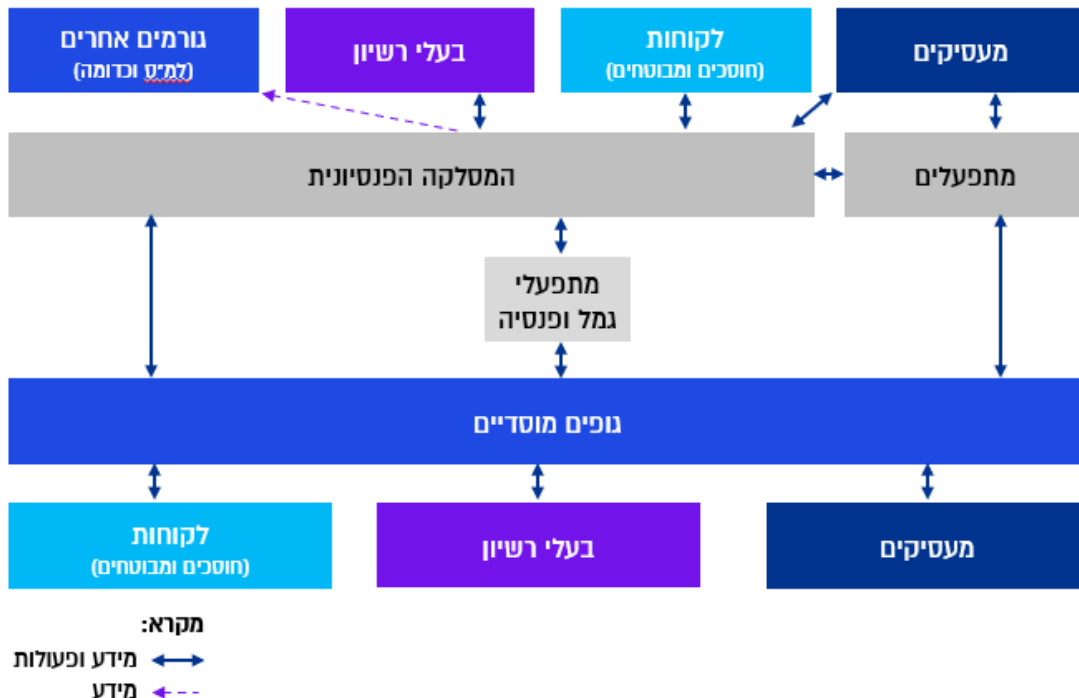 מעסיקים
לקוחות
(חוסכים ומבוטחים)
בעלי רשיון
גורמים אחרים
(למ"ס וכדומה)
מתפעלים
המסלקה הפנסיונית
מתפעלי
גמל ופנסיה
גופים מוסדיים
מעסיקים
בעלי רשיון
לקוחות
(חוסכים ומבוטחים)
מקרא:
מידע ופעולות
מידע